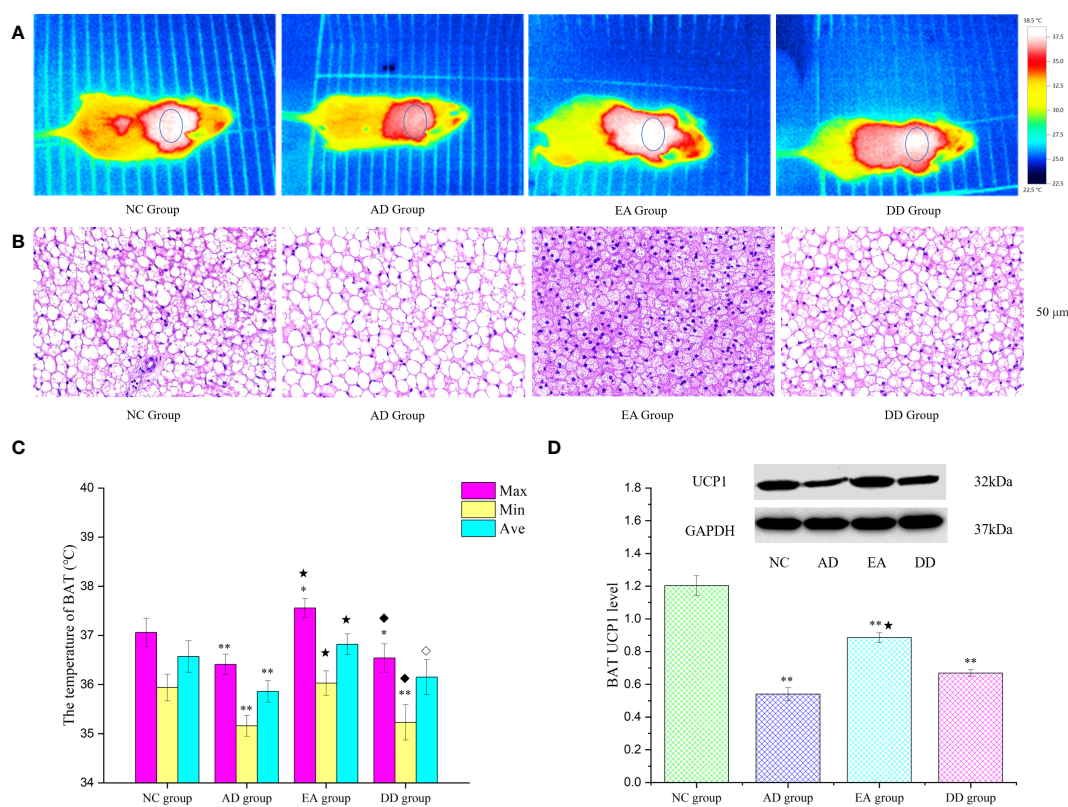 A
38.5 °C
37.5
35.0
32.5
30.0
27.5
25.0
22.5
22.5 °C
NC Group
AD Group
EA Group
DD Group
B
50 μm
NC Group
AD Group
EA Group
DD Group
C
The temperature of BAT (°C)
40
39
38
37
36
35
34
Max
Min
Ave
**
**
**
★
*
★
★
◆
*
◆
**
◇
NC group
AD group
EA group
DD group
D
BAT UCP1 level
1.8
1.6
1.4
1.2
1.0
0.8
0.6
0.4
0.2
0.0
UCP1
32kDa
GAPDH
37kDa
NC
AD
EA
DD
**
**★
**
NC group
AD group
EA group
DD group